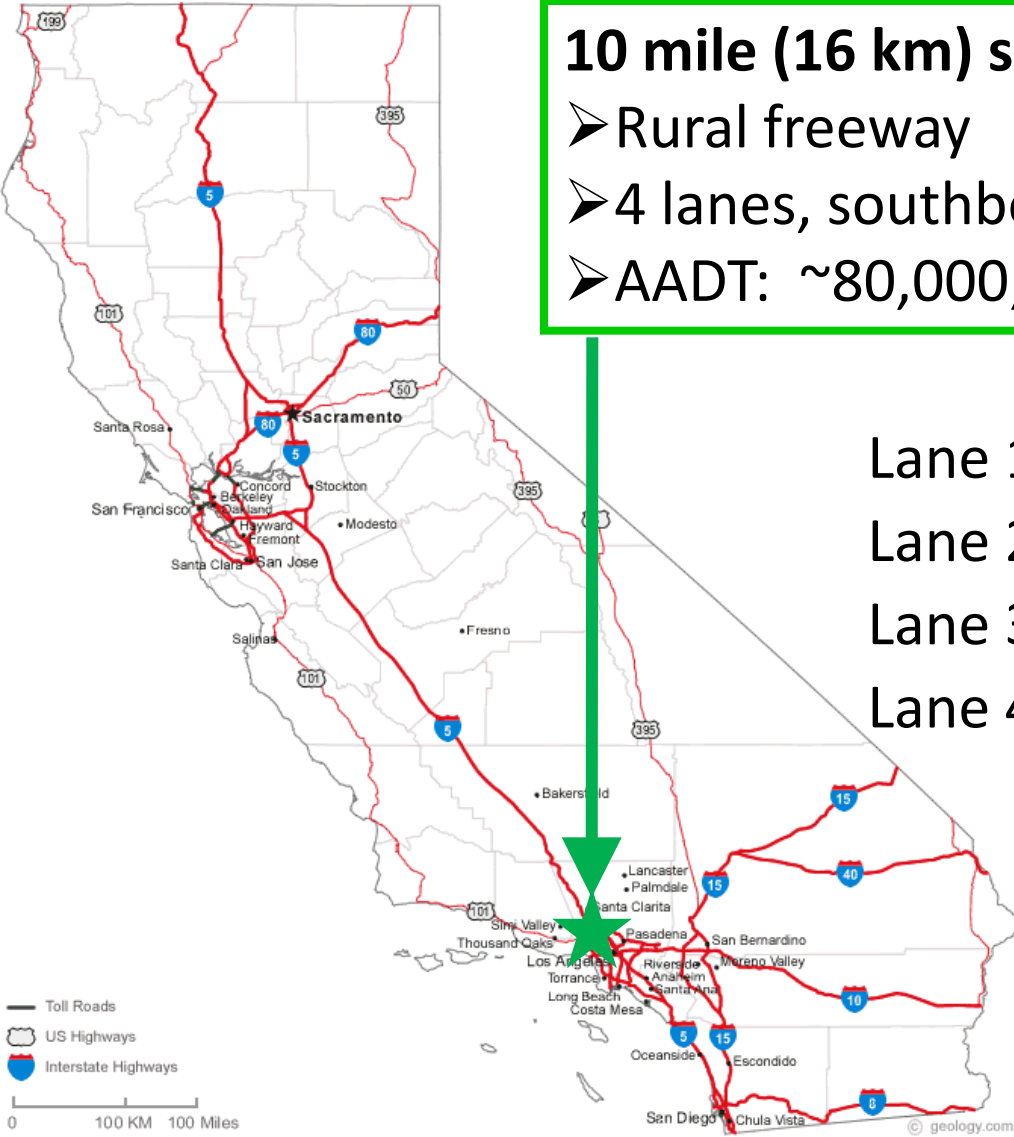 10 mile (16 km) s
➢Rural freeway
➢4 lanes, southb
➢AADT: ~80,000,
Lane
Lane
Lane
Lane
199
5
395
101
80
50
Sacramento
80
5
Santa Rosa
Concord
Berkeley
Oakland
Stockton
San Francisco
Hayward
Fremont
Modesto
Santa Clara
San Jose
395
Salinas
Fresno
101
5
395
Bakersfield
15
40
15
Lancaster
Palmdale
Santa Clarita
101
Simi Valley
Thousand Oaks
Pasadena
San Bernardino
Los Angeles
Riverside
Moreno Valley
Torrance
Anaheim
Long Beach
Santa Ana
Costa Mesa
10
5
15
Oceanside
Escondido
San Diego
Chula Vista
8
Toll Roads
US Highways
Interstate Highways
0 100 KM 100 Miles
© geology.com